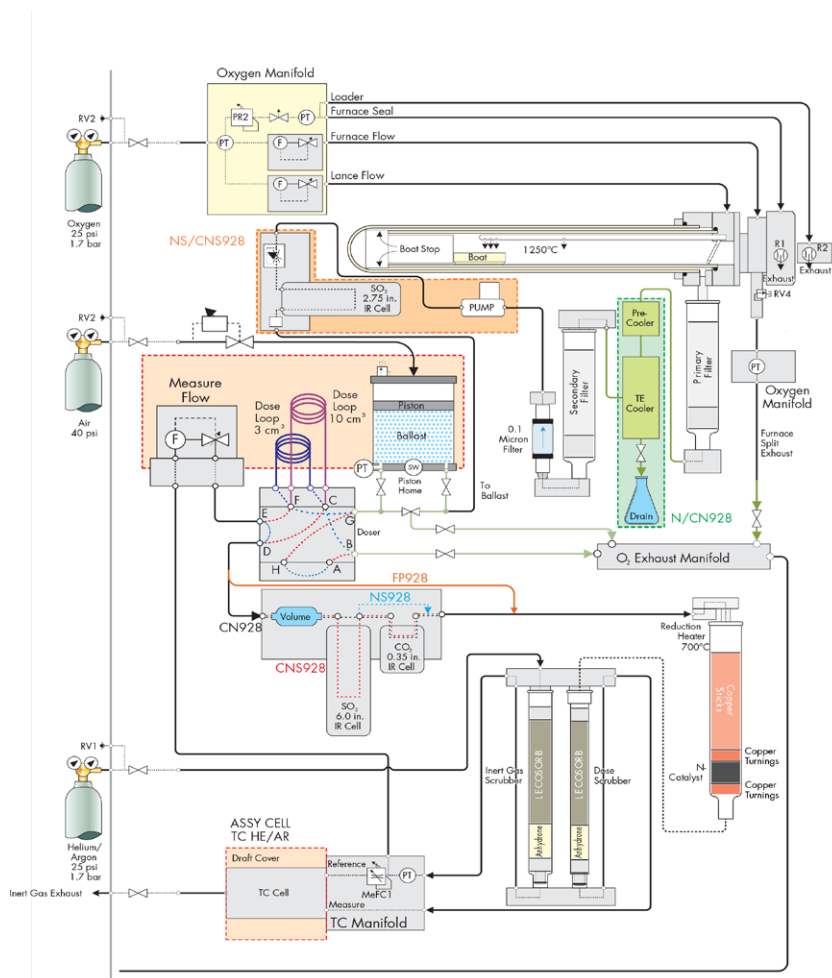 Oxygen Manifold
Loader
Furnace Seal
RV2
PR2
PT
PT
Furnace Flow
F
Lance Flow
F
Oxygen
25 psi
1.7 bar
NS/CNS928
Boat Stop
Boat
1250°C
R1
Exhaust
R2
Exhaust
RV4
SO₂
2.75 in.
IR Cell
PUMP
Pre-
Cooler
TE
Cooler
Secondary
Filter
Primary
Filter
PT
Oxygen
Manifold
RV2
Air
40 psi
Measure
Flow
F
Dose
Loop
3 cm³
Dose
Loop
10 cm³
Piston
Ballast
PT
SW
Piston
Home
0.1
Micron
Filter
Furnace
Split
Exhaust
To
Ballast
Drain
N/CN928
E
F
C
G
D
B
H
A
Doser
O₂ Exhaust Manifold
FP928
NS928
CN928
Volume
CO₂
0.35 in.
IR Cell
CNS928
SO₂
6.0 in.
IR Cell
Reduction
Heater
700°C
Copper
Sticks
Copper
Turnings
N-
Catalyst
Copper
Turnings
RV1
Helium/
Argon
25 psi
1.7 bar
Inert Gas
Scrubber
LECOSORB
Anhydrone
LECOSORB
Anhydrone
Dose
Scrubber
ASSY CELL
TC HE/AR
Draft Cover
TC Cell
Reference
MeFC1
PT
Measure
TC Manifold
Inert Gas Exhaust